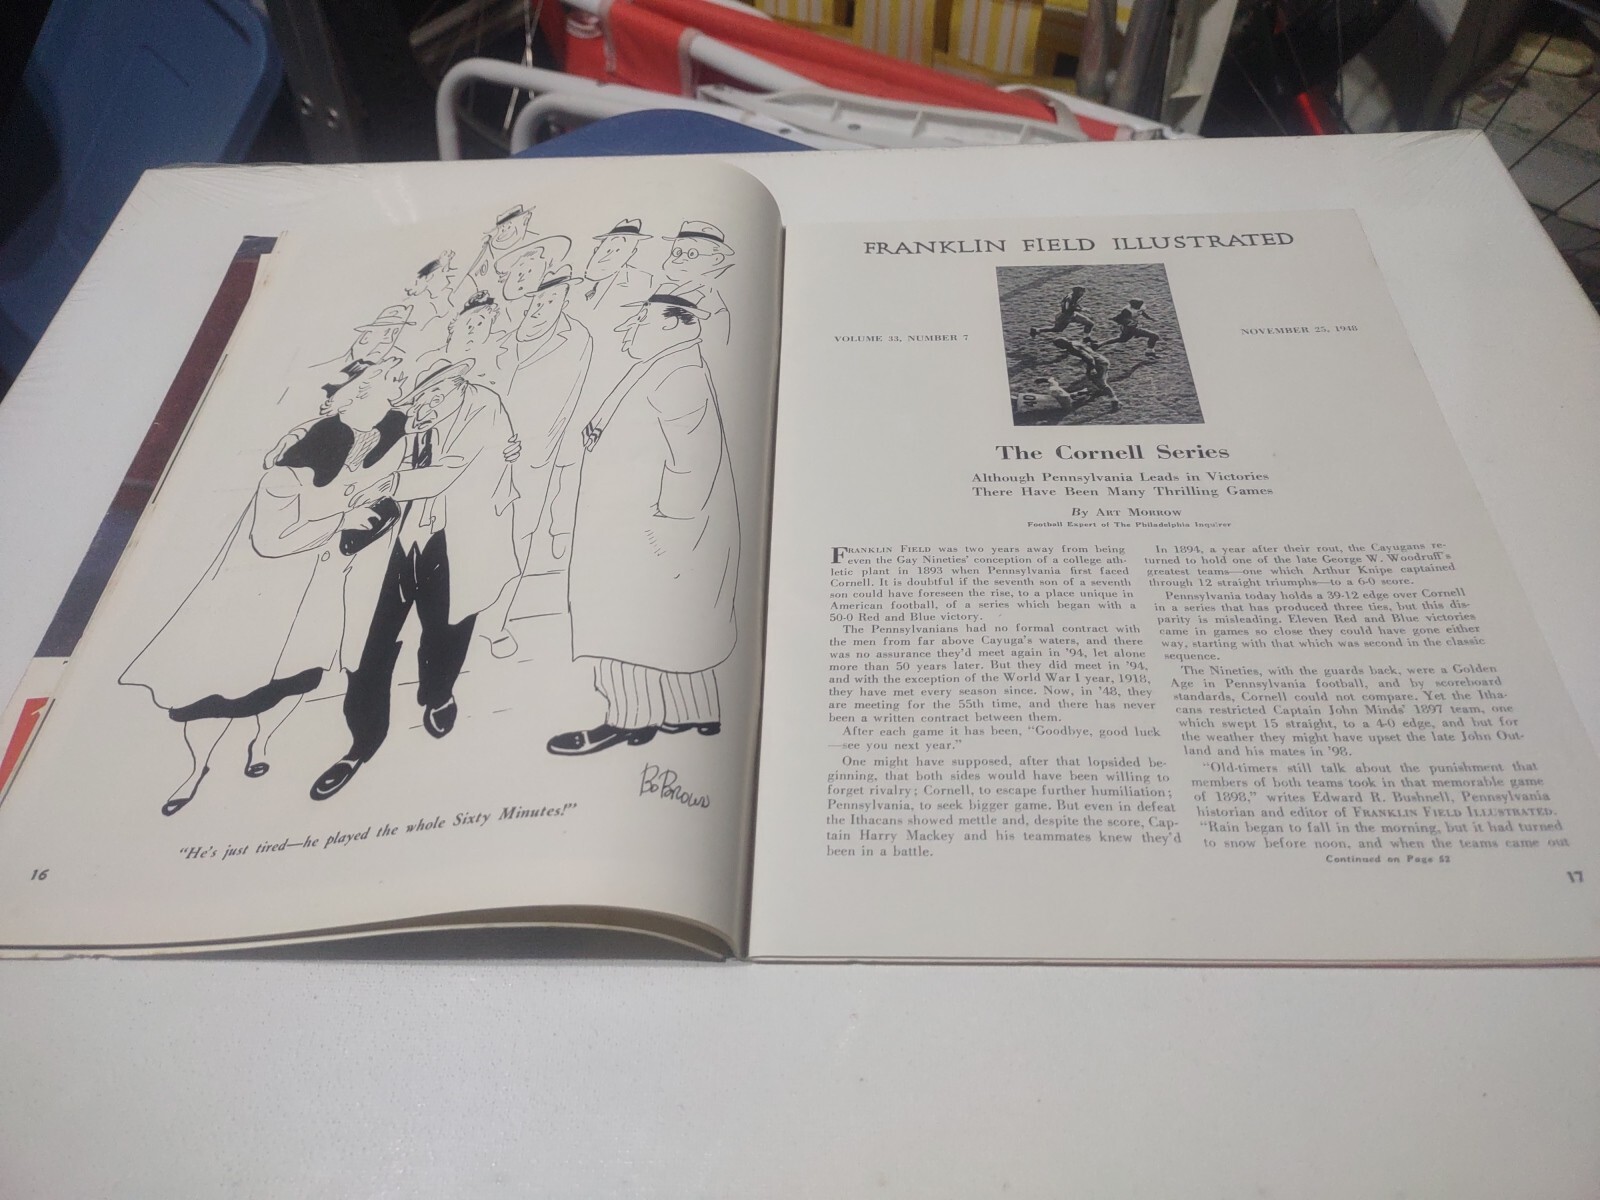 BoBrown
"He's just tired—he played the whole Sixty Minutes!"
16
FRANKLIN FIELD ILLUSTRATED
VOLUME 33, NUMBER 7
NOVEMBER 25, 1948
40
The Cornell Series
Although Pennsylvania Leads in Victories
There Have Been Many Thrilling Games
By ART MORROW
Football Expert of The Philadelphia Inquirer
FRANKLIN FIELD was two years away from being
even the Gay Nineties' conception of a college ath-
letic plant in 1893 when Pennsylvania first faced
Cornell. It is doubtful if the seventh son of a seventh
son could have foreseen the rise, to a place unique in
American football, of a series which began with a
50-0 Red and Blue victory.
The Pennsylvanians had no formal contract with
the men from far above Cayuga's waters, and there
was no assurance they'd meet again in '94, let alone
more than 50 years later. But they did meet in '94,
and with the exception of the World War I year, 1918,
they have met every season since. Now, in '48, they
are meeting for the 55th time, and there has never
been a written contract between them.
After each game it has been, "Goodbye, good luck
—see you next year."
One might have supposed, after that lopsided be-
ginning, that both sides would have been willing to
forget rivalry; Cornell, to escape further humiliation;
Pennsylvania, to seek bigger game. But even in defeat
the Ithacans showed mettle and, despite the score, Cap-
tain Harry Mackey and his teammates knew they'd
been in a battle.
In 1894, a year after their rout, the Cayugans re-
turned to hold one of the late George W. Woodruff's
greatest teams—one which Arthur Knipe captained
through 12 straight triumphs—to a 6-0 score.
Pennsylvania today holds a 39-12 edge over Cornell
in a series that has produced three ties, but this dis-
parity is misleading. Eleven Red and Blue victories
came in games so close they could have gone either
way, starting with that which was second in the classic
sequence.
The Nineties, with the guards back, were a Golden
Age in Pennsylvania football, and by scoreboard
standards, Cornell could not compare. Yet the Itha-
cans restricted Captain John Minds' 1897 team, one
which swept 15 straight, to a 4-0 edge, and but for
the weather they might have upset the late John Out-
land and his mates in '98.
"Old-timers still talk about the punishment that
members of both teams took in that memorable game
of 1898," writes Edward R. Bushnell, Pennsylvania
historian and editor of FRANKLIN FIELD ILLUSTRATED.
"Rain began to fall in the morning, but it had turned
to snow before noon, and when the teams came out
Continued on Page 52
17